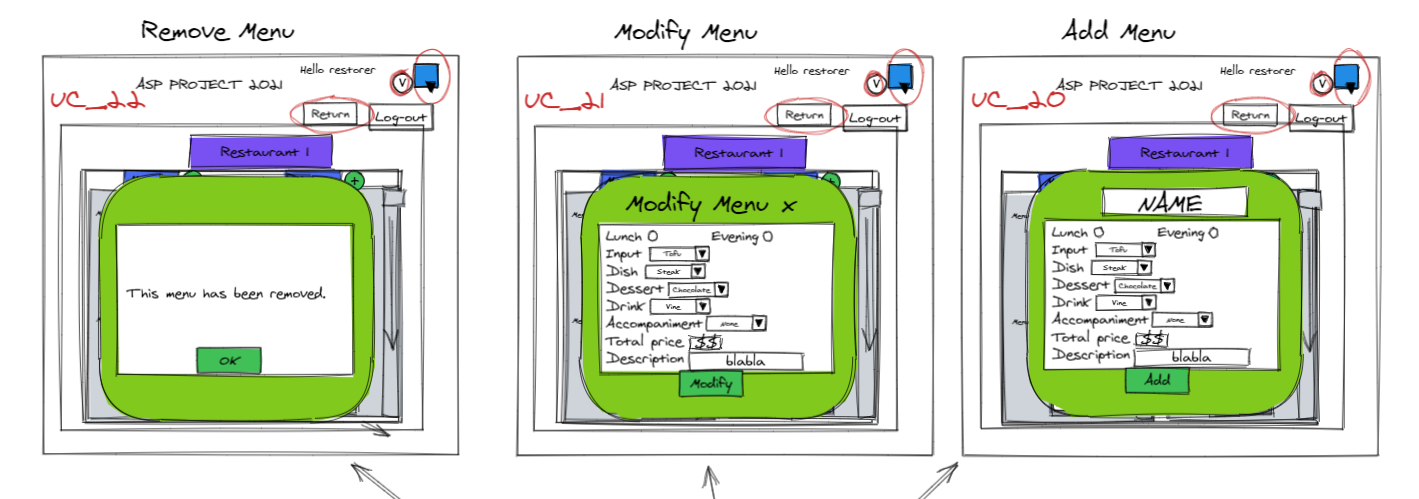 Remove Menu
Hello restorer
V
ASP PROJECT 2021
UC_22
Return
Log-out
Restaurant 1
+
This menu has been removed.
OK
Modify Menu
Hello restorer
V
ASP PROJECT 2021
UC_21
Return
Log-out
Restaurant 1
+
Modify Menu x
Lunch Evening
Input Tofu
Dish Steak
Dessert Chocolate
Drink Vine
Accompaniment None
Total price $$
Description blabla
Modify
Add Menu
Hello restorer
V
ASP PROJECT 2021
UC_20
Return
Log-out
Restaurant 1
NAME
Menu
Lunch Evening
Input Tofu
Dish Steak
Dessert Chocolate
Drink Vine
Accompaniment None
Total price $$
Menu
Description blabla
Add